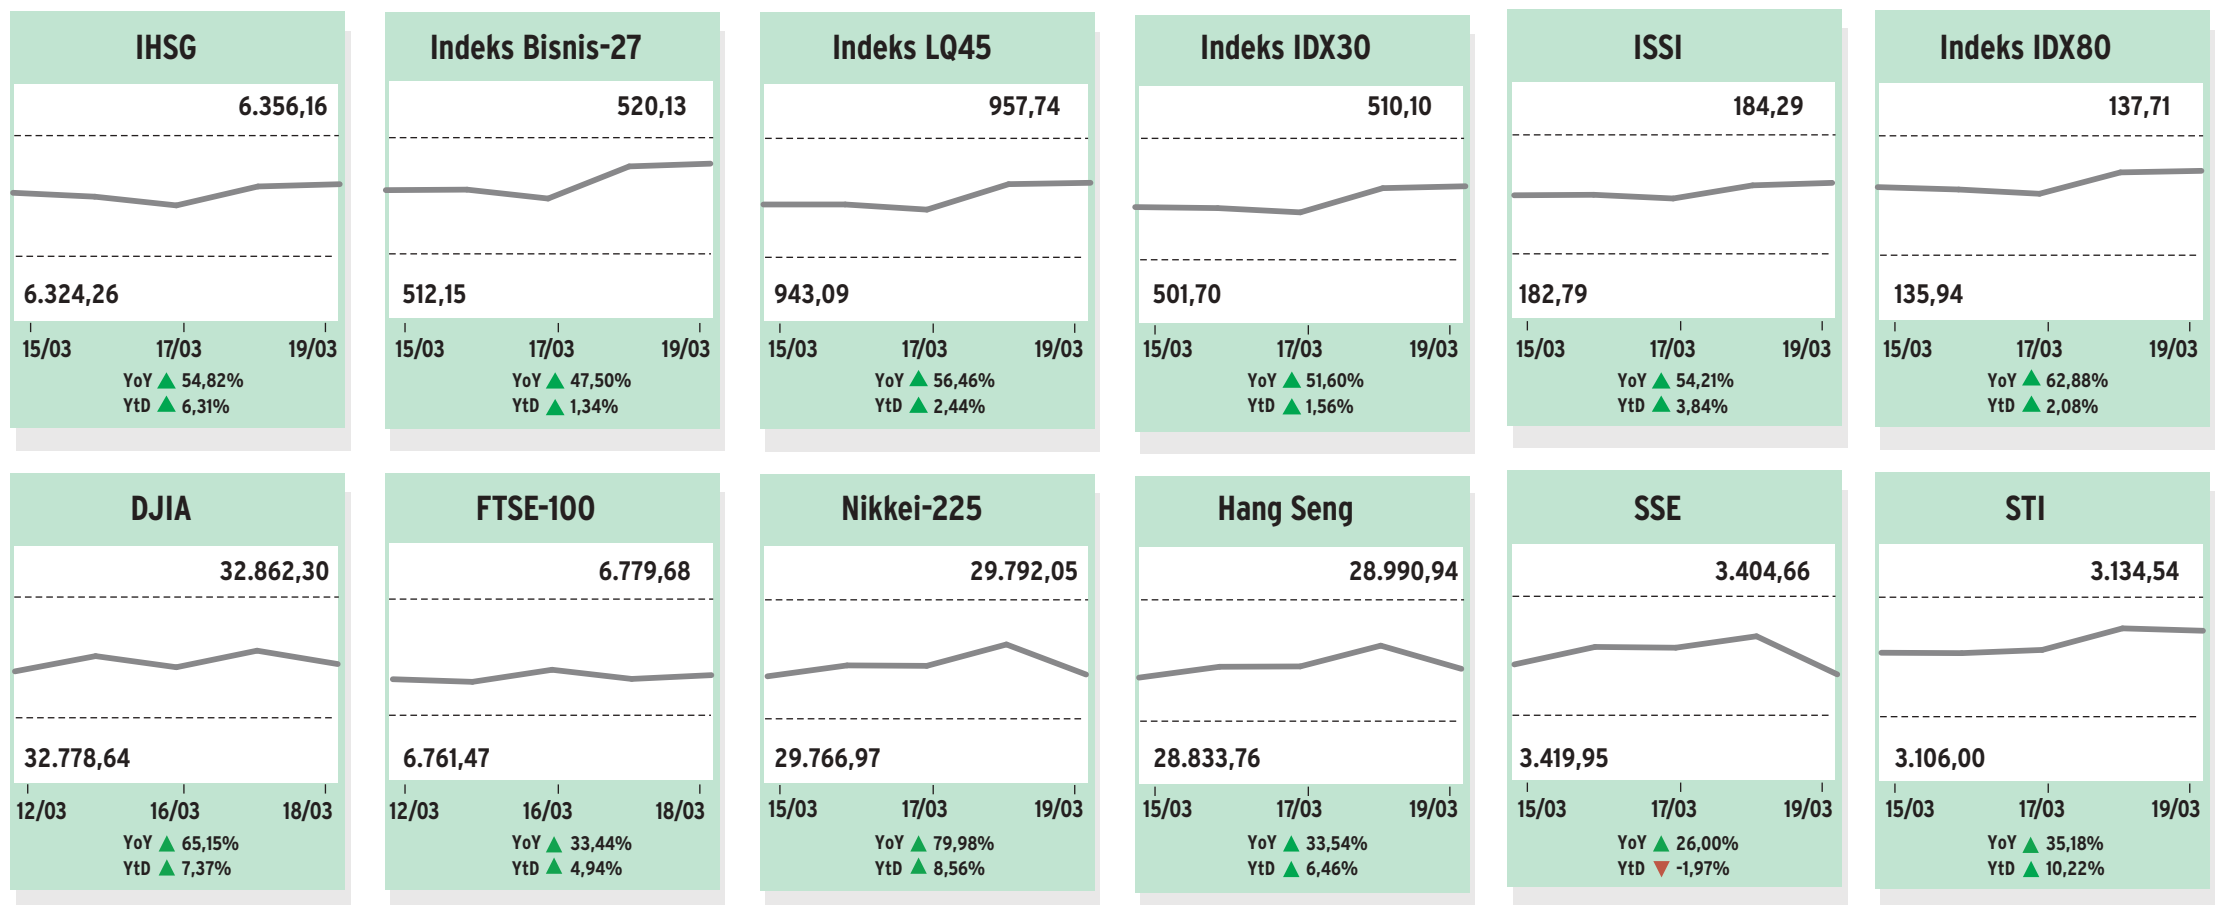 IHSG
6.356,16
6.324,26
15/03 17/03 19/03
YoY ▲ 54,82%
YtD ▲ 6,31%
Indeks Bisnis-27
520,13
512,15
15/03 17/03 19/03
YoY ▲ 47,50%
YtD ▲ 1,34%
Indeks LQ45
957,74
943,09
15/03 17/03 19/03
YoY ▲ 56,46%
YtD ▲ 2,44%
Indeks IDX30
510,10
501,70
15/03 17/03 19/03
YoY ▲ 51,60%
YtD ▲ 1,56%
ISSI
184,29
182,79
15/03 17/03 19/03
YoY ▲ 54,21%
YtD ▲ 3,84%
Indeks IDX80
137,71
135,94
15/03 17/03 19/03
YoY ▲ 62,88%
YtD ▲ 2,08%
DJIA
32.862,30
32.778,64
12/03 16/03 18/03
YoY ▲ 65,15%
YtD ▲ 7,37%
FTSE-100
6.779,68
6.761,47
12/03 16/03 18/03
YoY ▲ 33,44%
YtD ▲ 4,94%
Nikkei-225
29.792,05
29.766,97
15/03 17/03 19/03
YoY ▲ 79,98%
YtD ▲ 8,56%
Hang Seng
28.990,94
28.833,76
15/03 17/03 19/03
YoY ▲ 33,54%
YtD ▲ 6,46%
SSE
3.404,66
3.419,95
15/03 17/03 19/03
YoY ▲ 26,00%
YtD ▼ -1,97%
STI
3.134,54
3.106,00
15/03 17/03 19/03
YoY ▲ 35,18%
YtD ▲ 10,22%